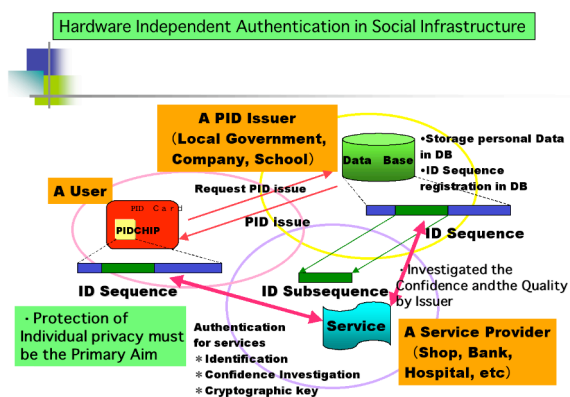 Hardware Independent Authentication in Social Infrastructure
A PID Issuer
(Local Government,
Company, School)
Data Base
•Storage personal Data
in DB
•ID Sequence
registration in DB
A User
Request PID issue
PID Card
PIDCHIP
PID issue
ID Sequence
ID Sequence
ID Subsequence
・Investigated the
Confidence and the Quality
by Issuer
・Protection of
Individual privacy must
be the Primary Aim
Authentication
for services
＊Identification
＊Confidence Investigation
＊Cryptographic key
Service
A Service Provider
(Shop, Bank,
Hospital, etc)